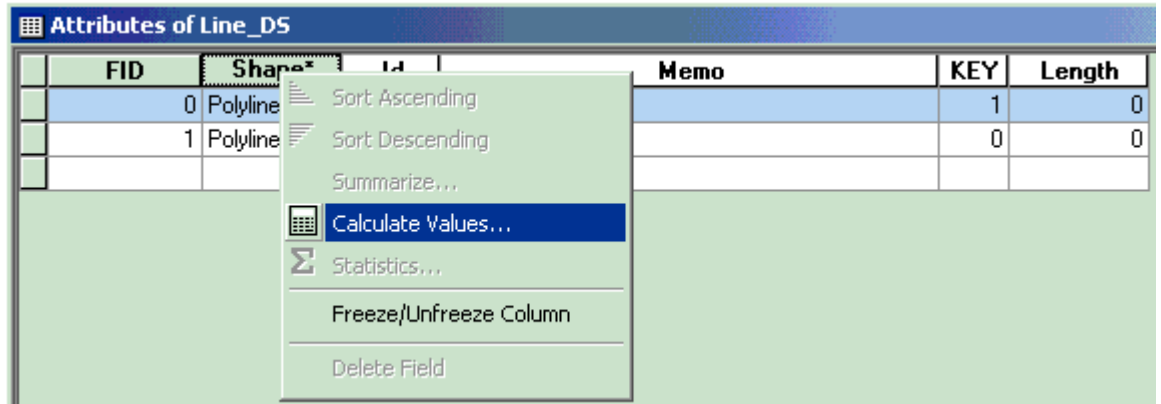 Attributes of Line_DS
FID Shape* Id Memo KEY Length
0 Polyline 1 0
1 Polyline 0 0
Sort Ascending
Sort Descending
Summarize...
Calculate Values...
Statistics...
Freeze/Unfreeze Column
Delete Field